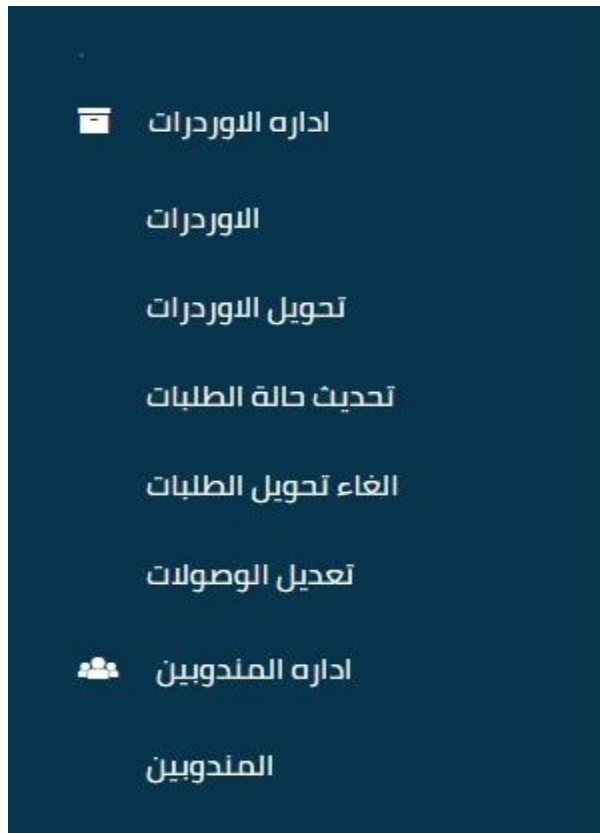 اداره الاوردرات
الاوردرات
تحويل الاوردرات
تحديث حالة الطلبات
الغاء تحويل الطلبات
تعديل الوصولات
اداره المندوبين
المندوبين